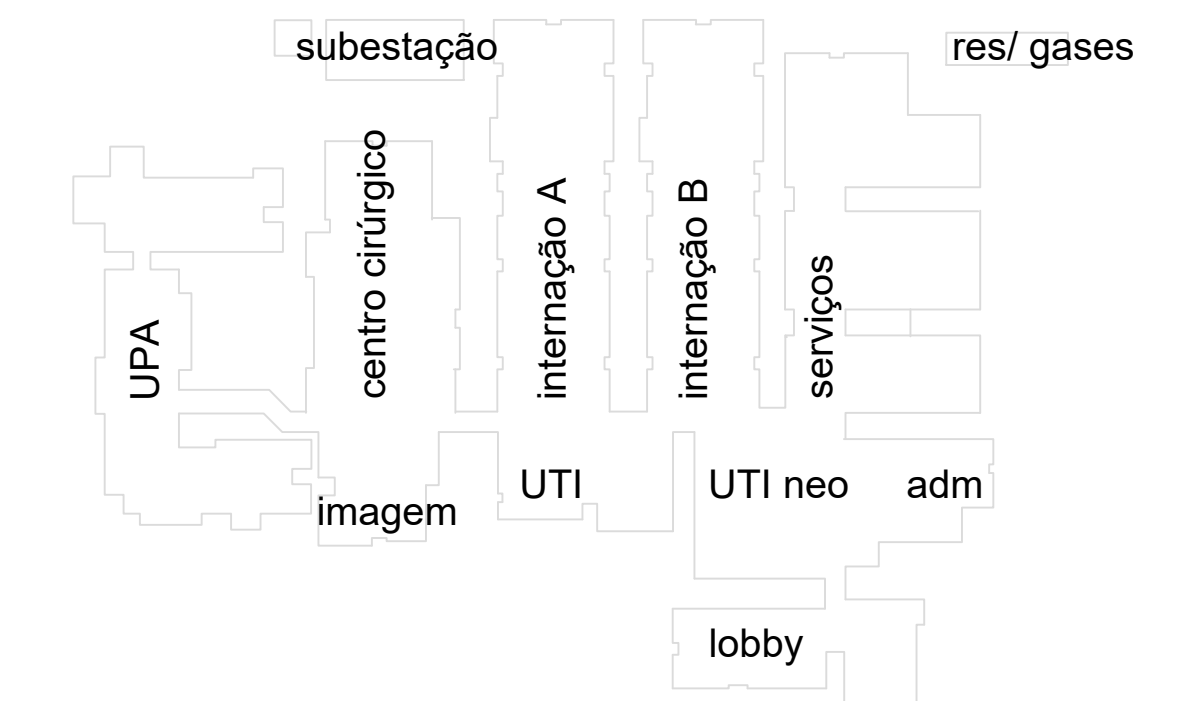 subestação
res/ gases
UPA
centro cirúrgico
internação A
internação B
serviços
UTI
UTI neo
adm
imagem
lobby